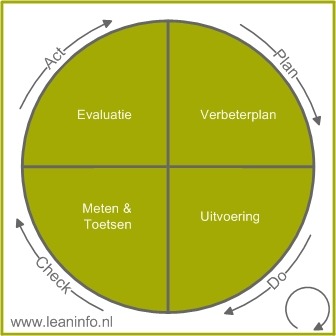 Act
Plan
Evaluatie
Verbeterplan
Meten &
Toetsen
Uitvoering
Check
Do
www.leaninfo.nl